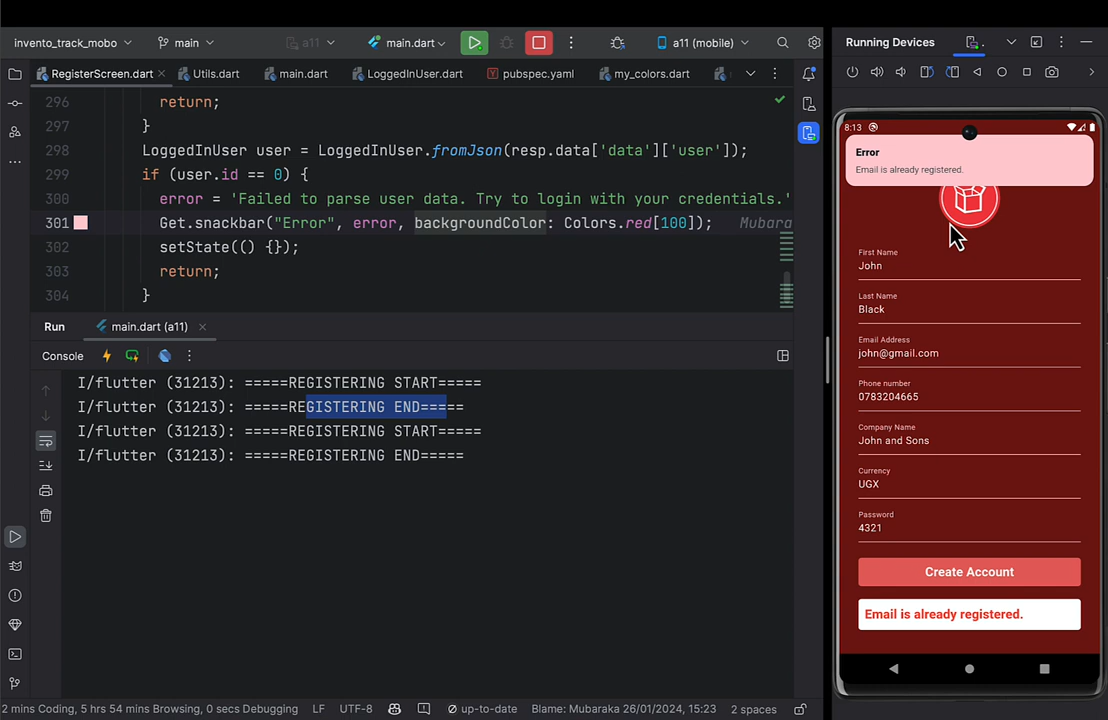 invento_track_mobo
main
a11
main.dart
a11 (mobile)
Running Devices
RegisterScreen.dart
Utils.dart
main.dart
LoggedInUser.dart
pubspec.yaml
my_colors.dart
296 return;
297 }
298 LoggedInUser user = LoggedInUser.fromJson(resp.data['data']['user']);
299 if (user.id == 0) {
300 error = 'Failed to parse user data. Try to login with your credentials.'
301 Get.snackbar("Error", error, backgroundColor: Colors.red[100]); Mubara
302 setState(() {});
303 return;
304 }
Run
main.dart (a11)
Console
I/flutter (31213): =====REGISTERING START=====
I/flutter (31213): =====REGISTERING END=====
I/flutter (31213): =====REGISTERING START=====
I/flutter (31213): =====REGISTERING END=====
2 mins Coding, 5 hrs 54 mins Browsing, 0 secs Debugging
LF
UTF-8
up-to-date
Blame: Mubaraka 26/01/2024, 15:23
2 spaces
8:13
Error
Email is already registered.
First Name
John
Last Name
Black
Email Address
john@gmail.com
Phone number
0783204665
Company Name
John and Sons
Currency
UGX
Password
4321
Create Account
Email is already registered.